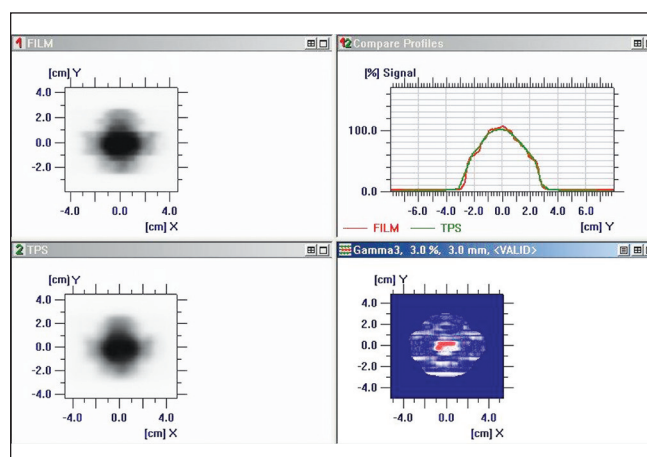 1 FILM
[cm] Y
4.0
2.0
0.0
-2.0
-4.0 0.0 4.0
[cm] X
12 Compare Profiles
[%] Signal
100.0
0.0
-6.0 -4.0 -2.0 0.0 2.0 4.0 6.0
FILM TPS [cm] Y
2 TPS
[cm] Y
4.0
2.0
0.0
-2.0
-4.0
-4.0 0.0 4.0
[cm] X
Gamma3, 3.0 %, 3.0 mm, <VALID>
[cm] Y
4.0
2.0
0.0
-2.0
-4.0
-4.0 0.0 4.0
[cm] X